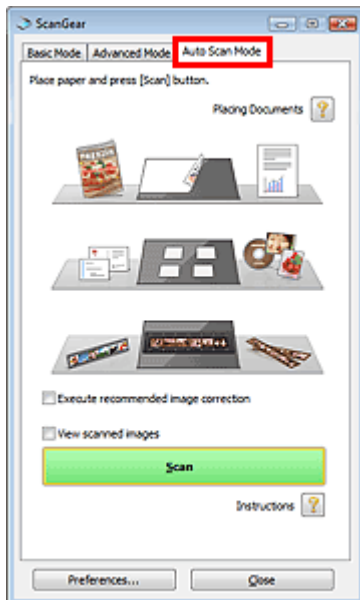 ScanGear
Basic Mode Advanced Mode Auto Scan Mode
Place paper and press [Scan] button.
Placing Documents ?
Execute recommended image correction
View scanned images
Scan
Instructions ?
Preferences... Close